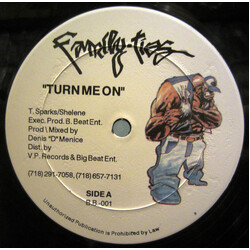 Family-ties
"TURN ME ON"
T. Sparks/Shelene
Exec. Prod. B. Beat Ent.
Prod \ Mixed by
Denis "D" Menice
Dist. by
V.P. Records & Big Beat Ent.
(718) 291-7058, (718) 657-7131
SIDE A
B.B -001
Unauthorized Publication is Prohibited by Law